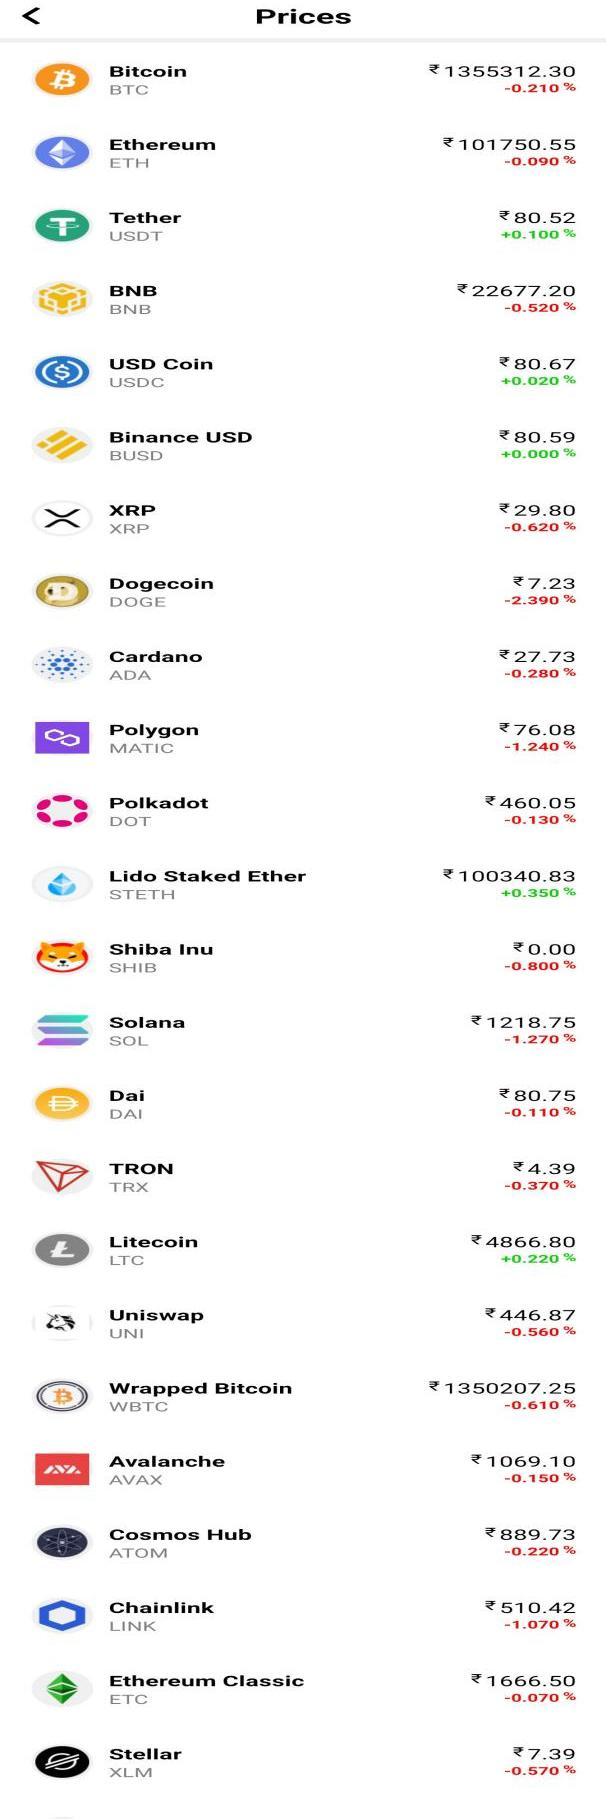 Prices
Bitcoin ₹1355312.30
BTC -0.210 %
Ethereum ₹101750.55
ETH -0.090 %
Tether ₹80.52
USDT +0.100 %
BNB ₹22677.20
BNB -0.520 %
USD Coin ₹80.67
USDC +0.020 %
Binance USD ₹80.59
BUSD +0.000 %
XRP ₹29.80
XRP -0.620 %
Dogecoin ₹7.23
DOGE -2.390 %
Cardano ₹27.73
ADA -0.280 %
Polygon ₹76.08
MATIC -1.240 %
Polkadot ₹460.05
DOT -0.130 %
Lido Staked Ether ₹100340.83
STETH +0.350 %
Shiba Inu ₹0.00
SHIB -0.800 %
Solana ₹1218.75
SOL -1.270 %
Dai ₹80.75
DAI -0.110 %
TRON ₹4.39
TRX -0.370 %
Litecoin ₹4866.80
LTC +0.220 %
Uniswap ₹446.87
UNI -0.560 %
Wrapped Bitcoin ₹1350207.25
WBTC -0.610 %
Avalanche ₹1069.10
AVAX -0.150 %
Cosmos Hub ₹889.73
ATOM -0.220 %
Chainlink ₹510.42
LINK -1.070 %
Ethereum Classic ₹1666.50
ETC -0.070 %
Stellar ₹7.39
XLM -0.570 %